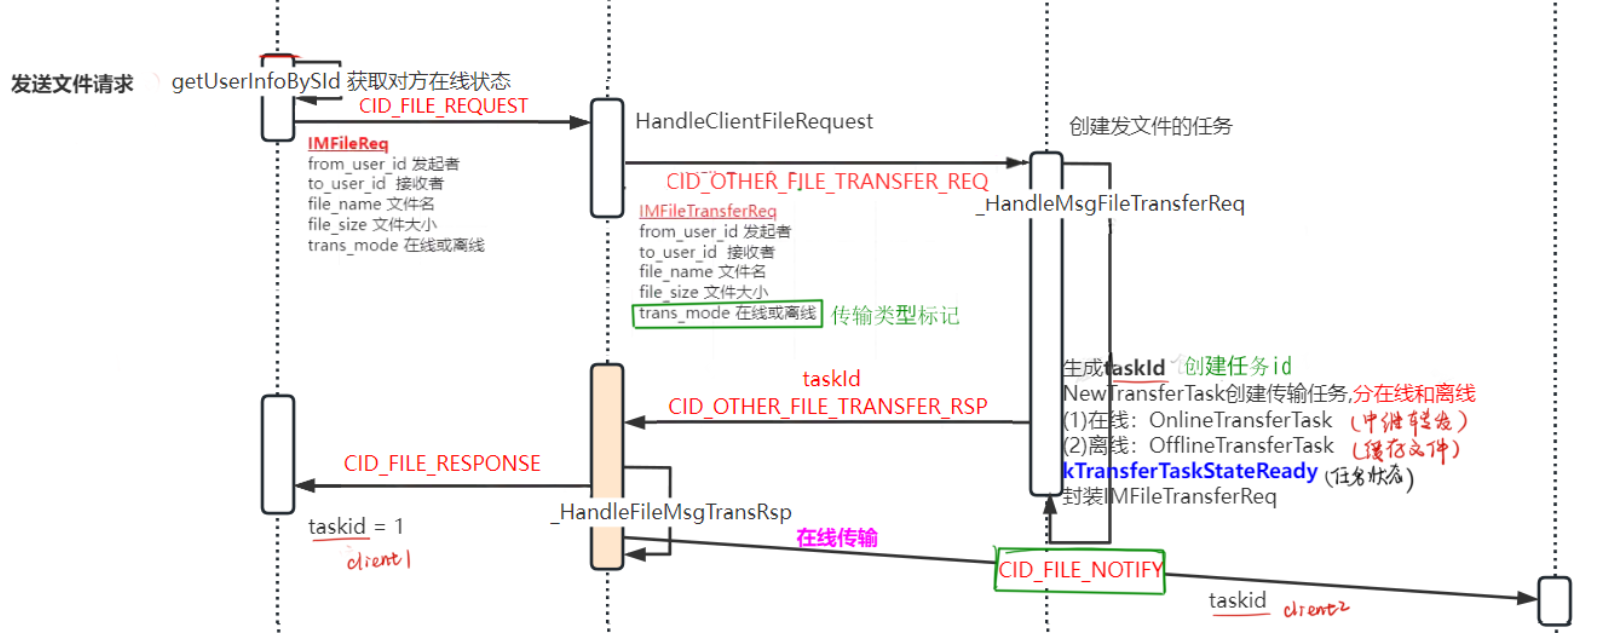 发送文件请求
getUserInfoBySId 获取对方在线状态
CID_FILE_REQUEST
IMFileReq
from_user_id 发起者
to_user_id 接收者
file_name 文件名
file_size 文件大小
trans_mode 在线或离线
HandleClientFileRequest
CID_OTHER_FILE_TRANSFER_REQ
IMFileTransferReq
from_user_id 发起者
to_user_id 接收者
file_name 文件名
file_size 文件大小
trans_mode 在线或离线 传输类型标记
创建发文件的任务
_HandleMsgFileTransferReq
生成taskId 创建任务id
NewTransferTask创建传输任务,分在线和离线
(1)在线：OnlineTransferTask (中继转发)
(2)离线：OfflineTransferTask (缓存文件)
kTransferTaskStateReady (任务状态)
封装IMFileTransferReq
taskId
CID_OTHER_FILE_TRANSFER_RSP
CID_FILE_RESPONSE
_HandleFileMsgTransRsp
taskid = 1
client1
在线传输
CID_FILE_NOTIFY
taskid client2